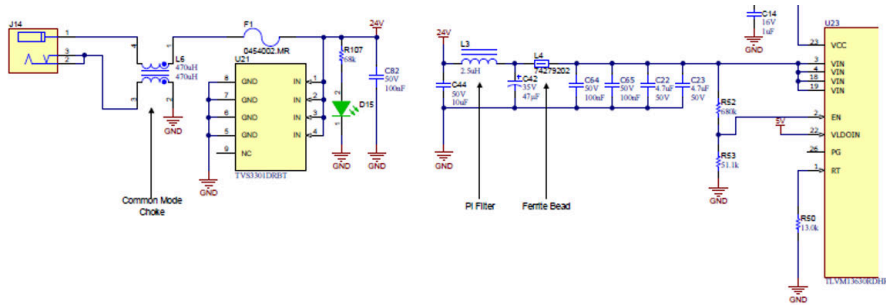 J14
1
3
2
4
1
L6
470uH
470uH
3
2
GND
Common Mode
Choke
F1
0454002.MR
U21
8
GND
IN
1
7
GND
IN
2
6
GND
IN
3
5
GND
IN
4
9
NC
TVS3301DRBT
GND
24V
R107
68k
2
D15
1
GND
C82
50V
100nF
GND
24V
L3
2.5uH
L4
74279202
C44
50V
10uF
GND
C42
35V
47µF
C64
50V
100nF
C65
50V
100nF
C22
4.7uF
50V
C23
4.7uF
50V
Pi Filter
Ferrite Bead
R52
680k
R53
51.1k
GND
C14
16V
1uF
GND
5V
R50
13.0k
GND
U23
23
VCC
3
VIN
4
VIN
18
VIN
19
VIN
2
EN
22
VLDOIN
26
PG
1
RT